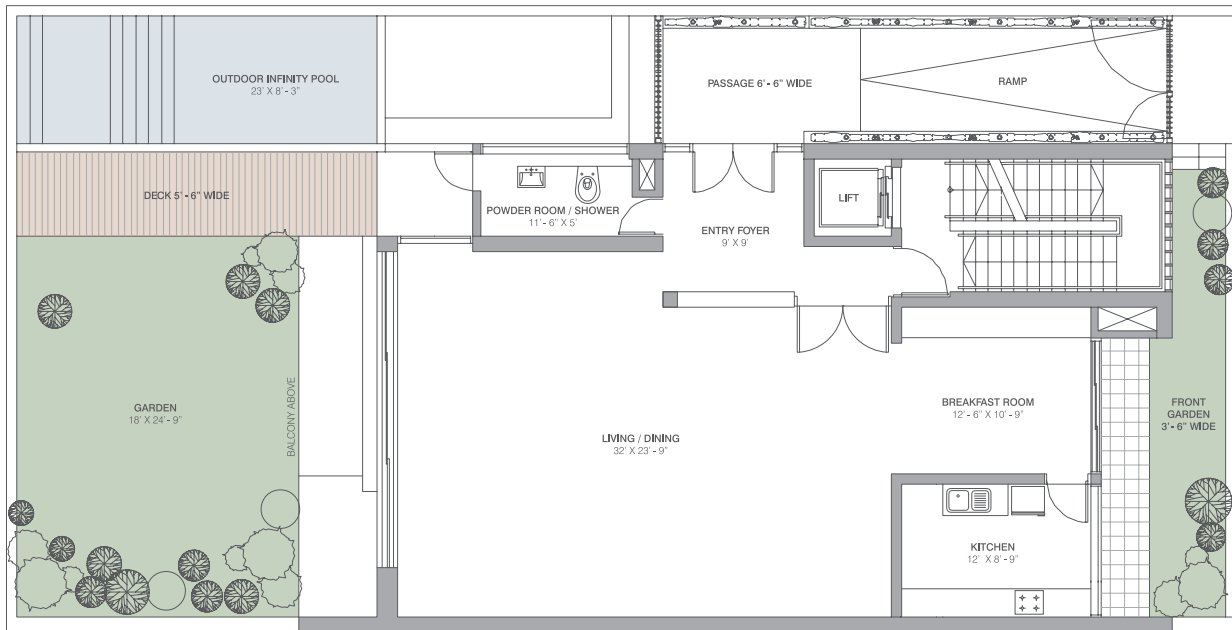 OUTDOOR INFINITY POOL
23' X 8' - 3"
PASSAGE 6' - 6" WIDE
RAMP
DECK 5' - 6" WIDE
POWDER ROOM / SHOWER
11' - 6" X 5'
ENTRY FOYER
9' X 9'
LIFT
GARDEN
18' X 24' - 9"
BALCONY ABOVE
LIVING / DINING
32' X 23' - 9"
BREAKFAST ROOM
12' - 6" X 10' - 9"
FRONT
GARDEN
3' - 6" WIDE
KITCHEN
12' X 8' - 9"